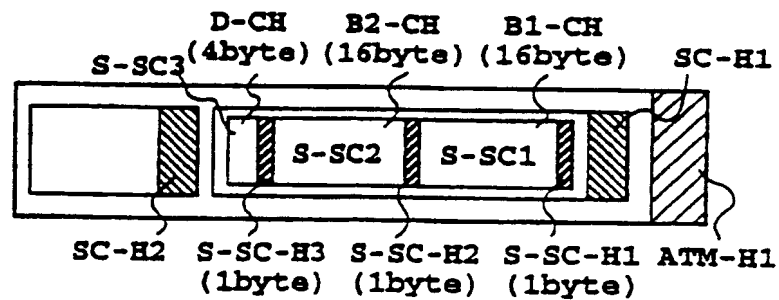 D-CH B2-CH B1-CH
(4byte) (16byte) (16byte) SC-H1
S-SC3
S-SC2 S-SC1
SC-H2 S-SC-H3 S-SC-H2 S-SC-H1 ATM-H1
(1byte) (1byte) (1byte)